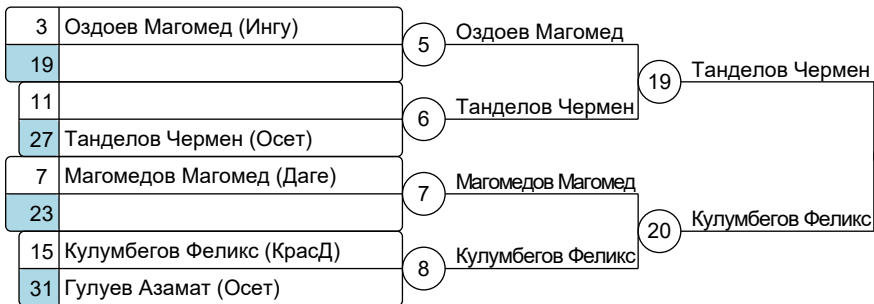 3 Оздоев Магомед (Ингу)
19
11
27 Танделов Чермен (Осет)
7 Магомедов Магомед (Даге)
23
15 Кулумбегов Феликс (КрасД)
31 Гулуев Азамат (Осет)
5 Оздоев Магомед
6 Танделов Чермен
7 Магомедов Магомед
8 Кулумбегов Феликс
19 Танделов Чермен
20 Кулумбегов Феликс